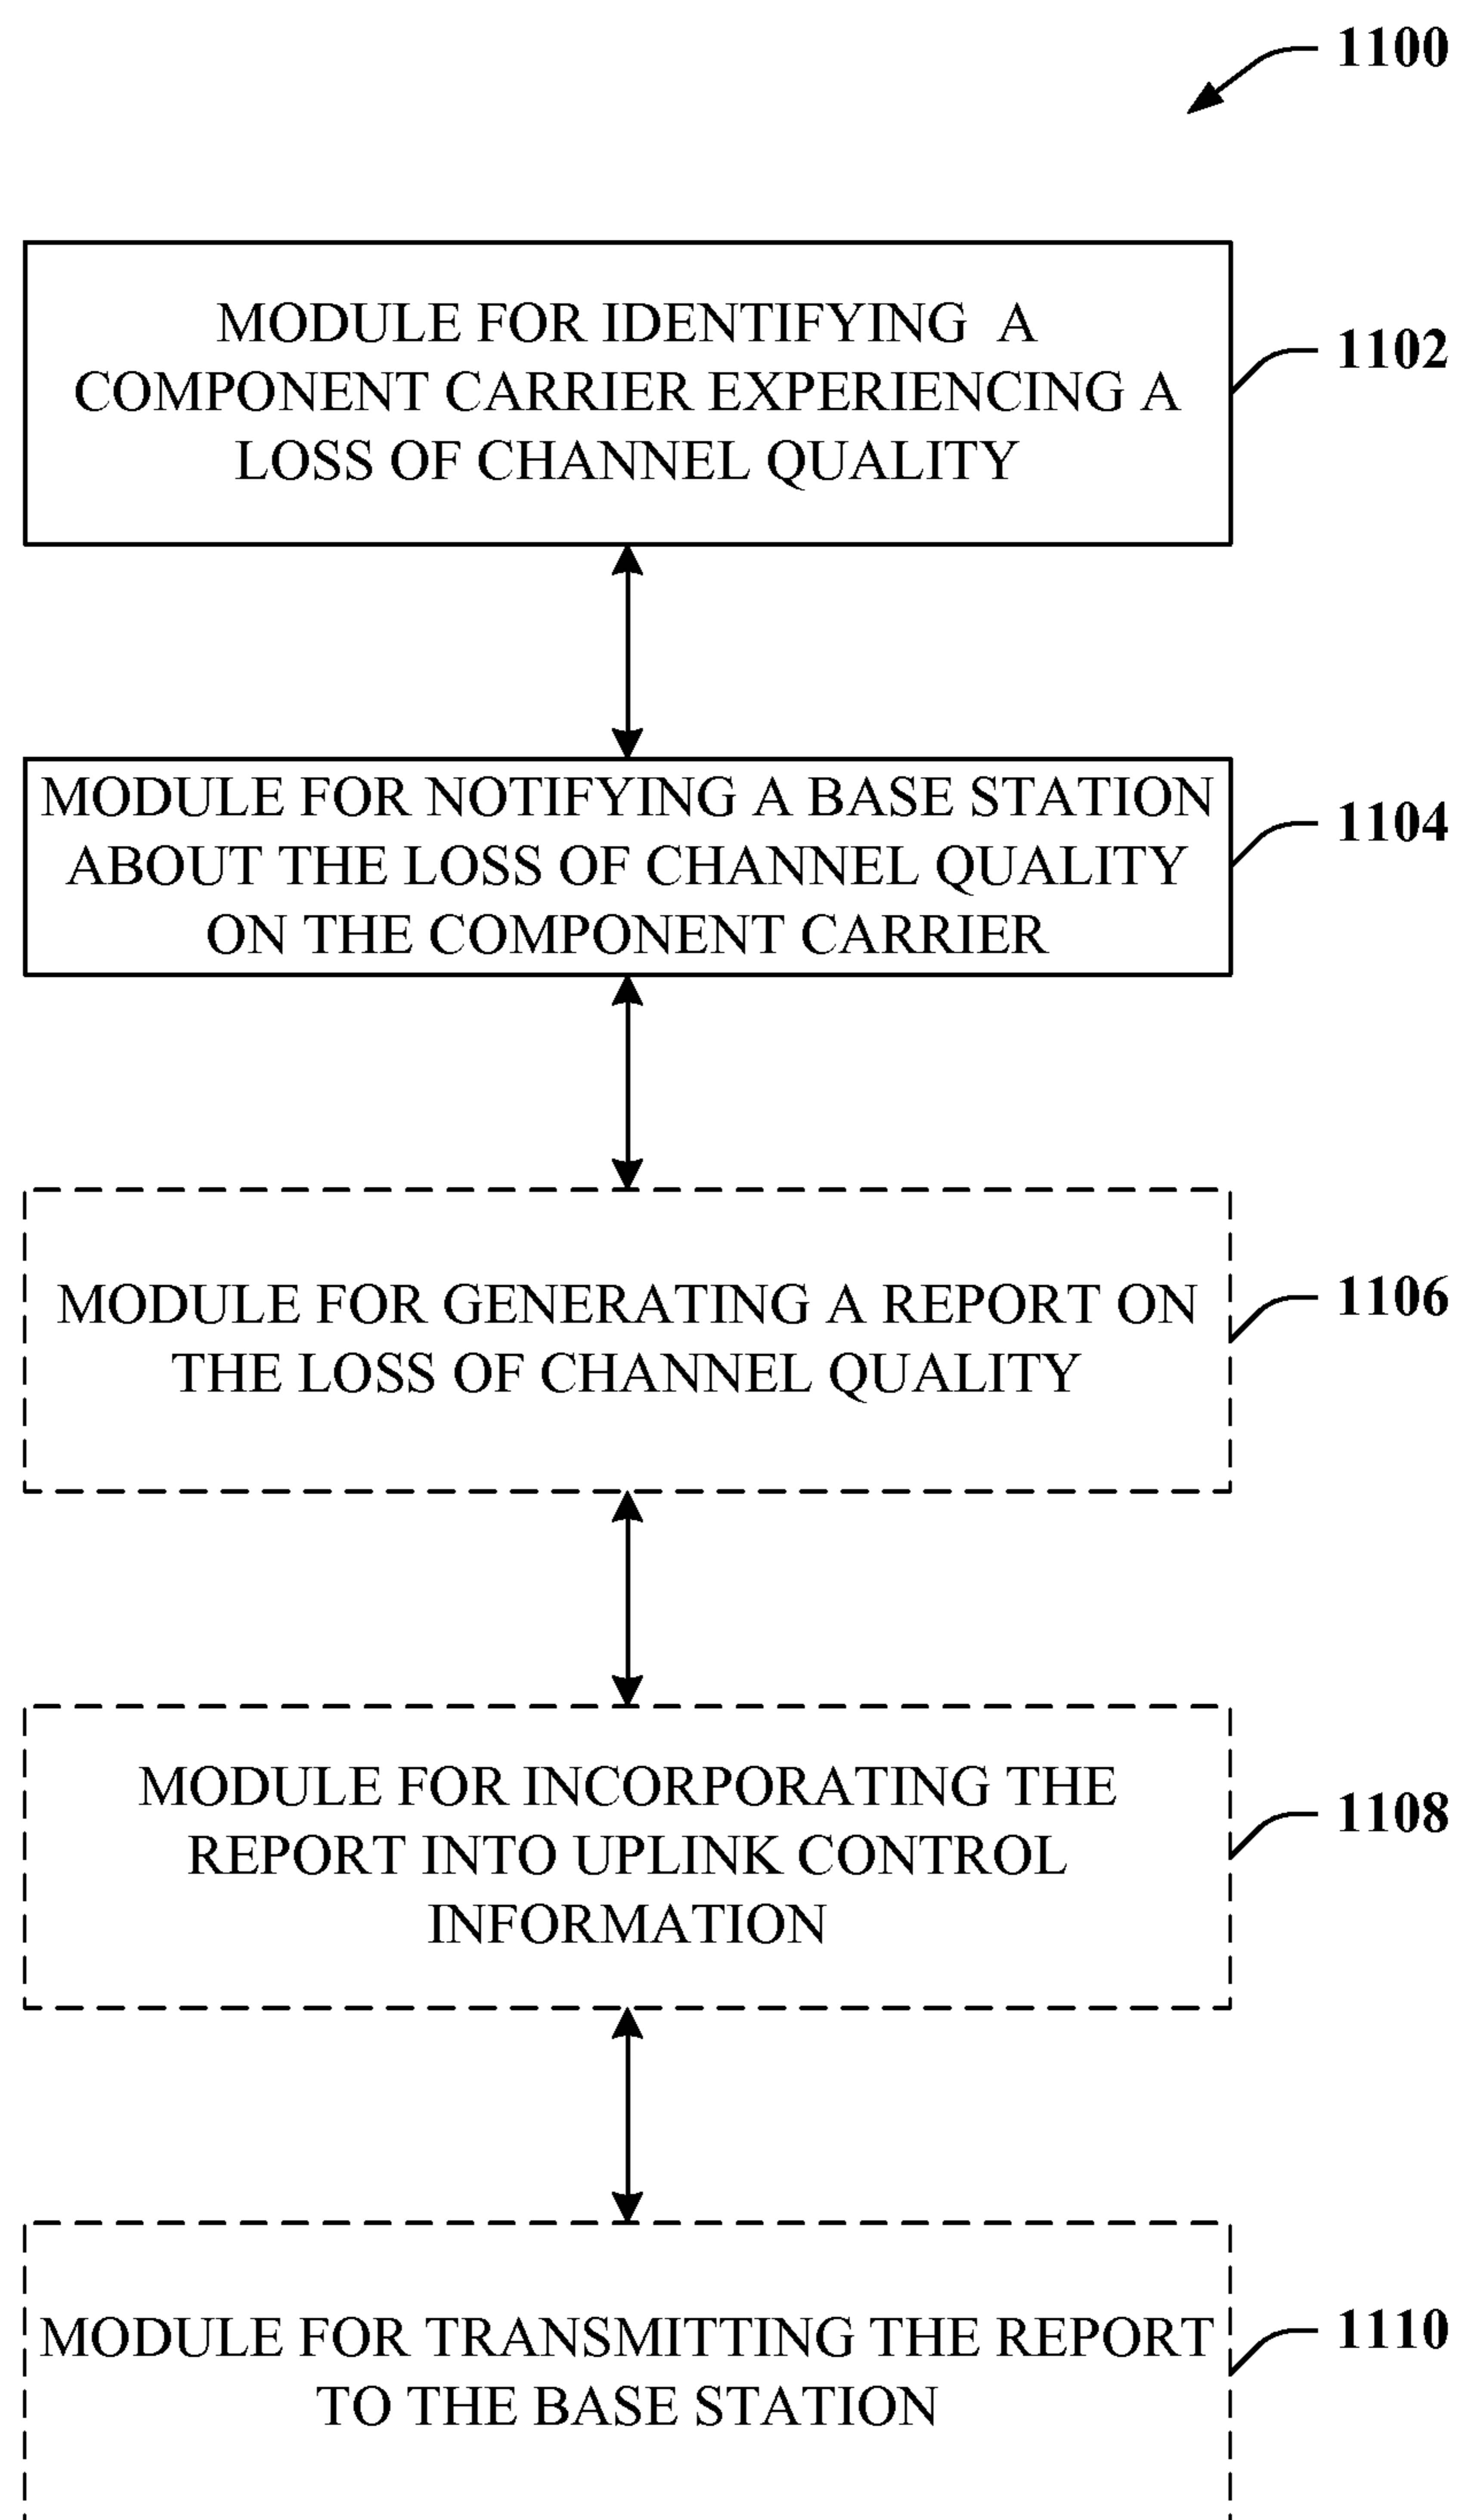 1100
MODULE FOR IDENTIFYING A
COMPONENT CARRIER EXPERIENCING A
LOSS OF CHANNEL QUALITY
1102
MODULE FOR NOTIFYING A BASE STATION
ABOUT THE LOSS OF CHANNEL QUALITY
ON THE COMPONENT CARRIER
1104
MODULE FOR GENERATING A REPORT ON
THE LOSS OF CHANNEL QUALITY
1106
MODULE FOR INCORPORATING THE
REPORT INTO UPLINK CONTROL
INFORMATION
1108
MODULE FOR TRANSMITTING THE REPORT
TO THE BASE STATION
1110